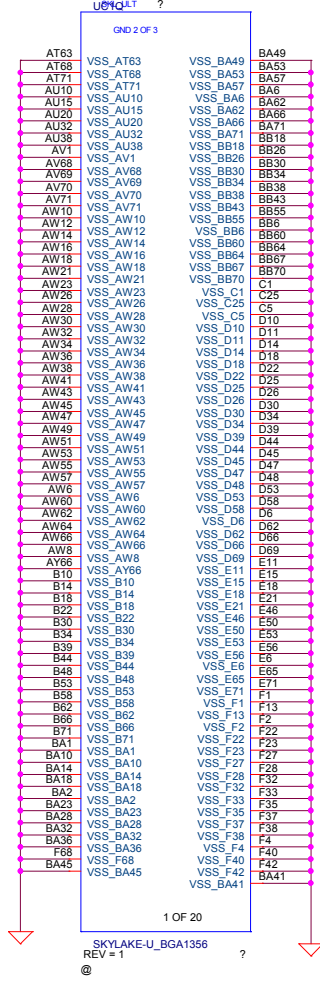 UC1Q SKL_ULT ?
GND 2 OF 3
AT63 VSS_AT63 VSS_BA49 BA49
AT68 VSS_AT68 VSS_BA53 BA53
AT71 VSS_AT71 VSS_BA57 BA57
AU10 VSS_AU10 VSS_BA6 BA6
AU15 VSS_AU15 VSS_BA62 BA62
AU20 VSS_AU20 VSS_BA66 BA66
AU32 VSS_AU32 VSS_BA71 BA71
AU38 VSS_AU38 VSS_BB18 BB18
AV1 VSS_AV1 VSS_BB26 BB26
AV68 VSS_AV68 VSS_BB30 BB30
AV69 VSS_AV69 VSS_BB34 BB34
AV70 VSS_AV70 VSS_BB38 BB38
AV71 VSS_AV71 VSS_BB43 BB43
AW10 VSS_AW10 VSS_BB55 BB55
AW12 VSS_AW12 VSS_BB6 BB6
AW14 VSS_AW14 VSS_BB60 BB60
AW16 VSS_AW16 VSS_BB64 BB64
AW18 VSS_AW18 VSS_BB67 BB67
AW21 VSS_AW21 VSS_BB70 BB70
AW23 VSS_AW23 VSS_C1 C1
AW26 VSS_AW26 VSS_C25 C25
AW28 VSS_AW28 VSS_C5 C5
AW30 VSS_AW30 VSS_D10 D10
AW32 VSS_AW32 VSS_D11 D11
AW34 VSS_AW34 VSS_D14 D14
AW36 VSS_AW36 VSS_D18 D18
AW38 VSS_AW38 VSS_D22 D22
AW41 VSS_AW41 VSS_D25 D25
AW43 VSS_AW43 VSS_D26 D26
AW45 VSS_AW45 VSS_D30 D30
AW47 VSS_AW47 VSS_D34 D34
AW49 VSS_AW49 VSS_D39 D39
AW51 VSS_AW51 VSS_D44 D44
AW53 VSS_AW53 VSS_D45 D45
AW55 VSS_AW55 VSS_D47 D47
AW57 VSS_AW57 VSS_D48 D48
AW6 VSS_AW6 VSS_D53 D53
AW60 VSS_AW60 VSS_D58 D58
AW62 VSS_AW62 VSS_D6 D6
AW64 VSS_AW64 VSS_D62 D62
AW66 VSS_AW66 VSS_D66 D66
AW8 VSS_AW8 VSS_D69 D69
AY66 VSS_AY66 VSS_E11 E11
B10 VSS_B10 VSS_E15 E15
B14 VSS_B14 VSS_E18 E18
B18 VSS_B18 VSS_E21 E21
B22 VSS_B22 VSS_E46 E46
B30 VSS_B30 VSS_E50 E50
B34 VSS_B34 VSS_E53 E53
B39 VSS_B39 VSS_E56 E56
B44 VSS_B44 VSS_E6 E6
B48 VSS_B48 VSS_E65 E65
B53 VSS_B53 VSS_E71 E71
B58 VSS_B58 VSS_F1 F1
B62 VSS_B62 VSS_F13 F13
B66 VSS_B66 VSS_F2 F2
B71 VSS_B71 VSS_F22 F22
BA1 VSS_BA1 VSS_F23 F23
BA10 VSS_BA10 VSS_F27 F27
BA14 VSS_BA14 VSS_F28 F28
BA18 VSS_BA18 VSS_F32 F32
BA2 VSS_BA2 VSS_F33 F33
BA23 VSS_BA23 VSS_F35 F35
BA28 VSS_BA28 VSS_F37 F37
BA32 VSS_BA32 VSS_F38 F38
BA36 VSS_BA36 VSS_F4 F4
F68 VSS_F68 VSS_F40 F40
BA45 VSS_BA45 VSS_F42 F42
VSS_BA41 BA41
1 OF 20
SKYLAKE-U_BGA1356
REV = 1 ?
@